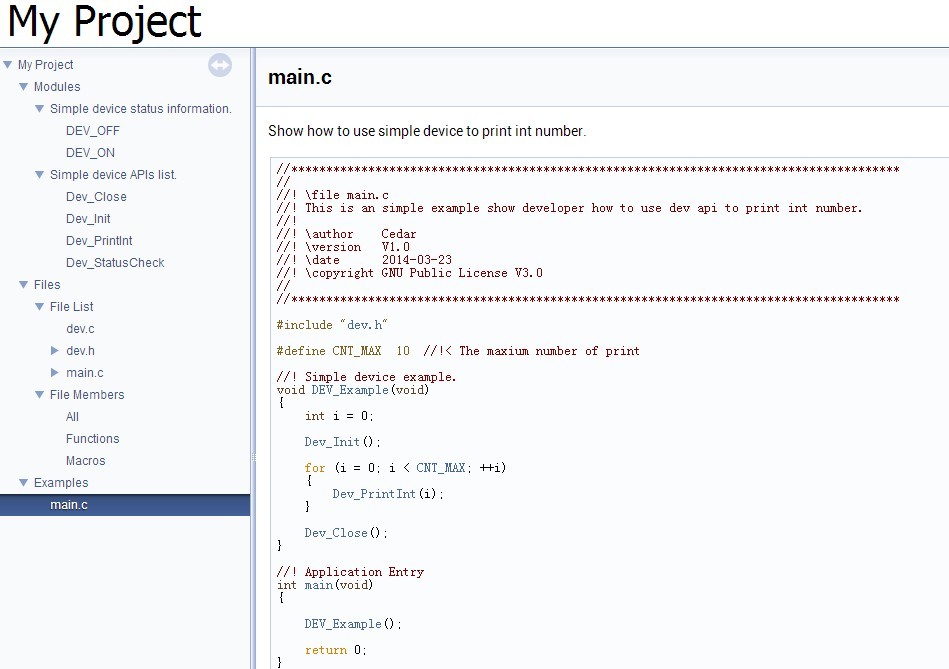 My Project
My Project
Modules
Simple device status information.
DEV_OFF
DEV_ON
Simple device APIs list.
Dev_Close
Dev_Init
Dev_PrintInt
Dev_StatusCheck
Files
File List
dev.c
dev.h
main.c
File Members
All
Functions
Macros
Examples
main.c
main.c
Show how to use simple device to print int number.
//***************************************************************************************
//
//! \file main.c
//! This is an simple example show developer how to use dev api to print int number.
//!
//! \author    Cedar
//! \version   V1.0
//! \date      2014-03-23
//! \copyright GNU Public License V3.0
//
//***************************************************************************************
#include "dev.h"
#define CNT_MAX  10  //!< The maxium number of print
//! Simple device example.
void DEV_Example(void)
{
    int i = 0;
    Dev_Init();
    for (i = 0; i < CNT_MAX; ++i)
    {
        Dev_PrintInt(i);
    }
    Dev_Close();
}
//! Application Entry
int main(void)
{
    DEV_Example();
    return 0;
}